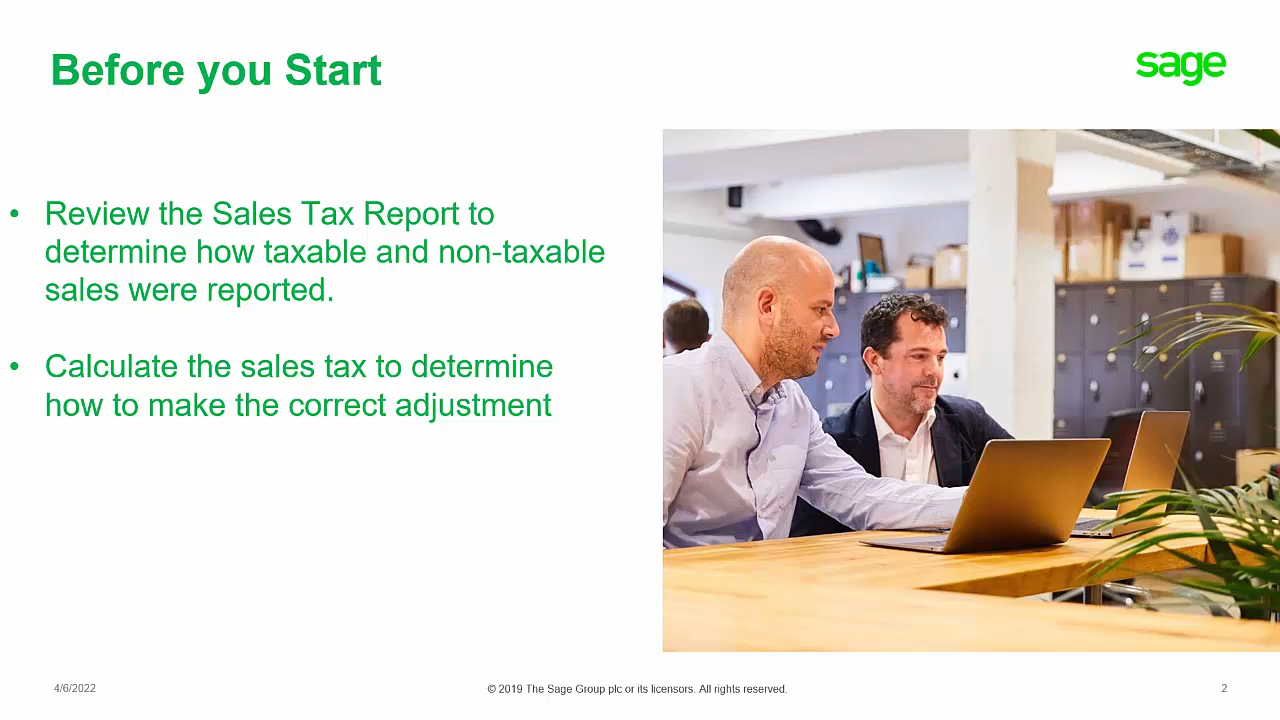 Before you Start
sage
• Review the Sales Tax Report to
determine how taxable and non-taxable
sales were reported.
• Calculate the sales tax to determine
how to make the correct adjustment
4/6/2022
© 2019 The Sage Group plc or its licensors. All rights reserved.
2